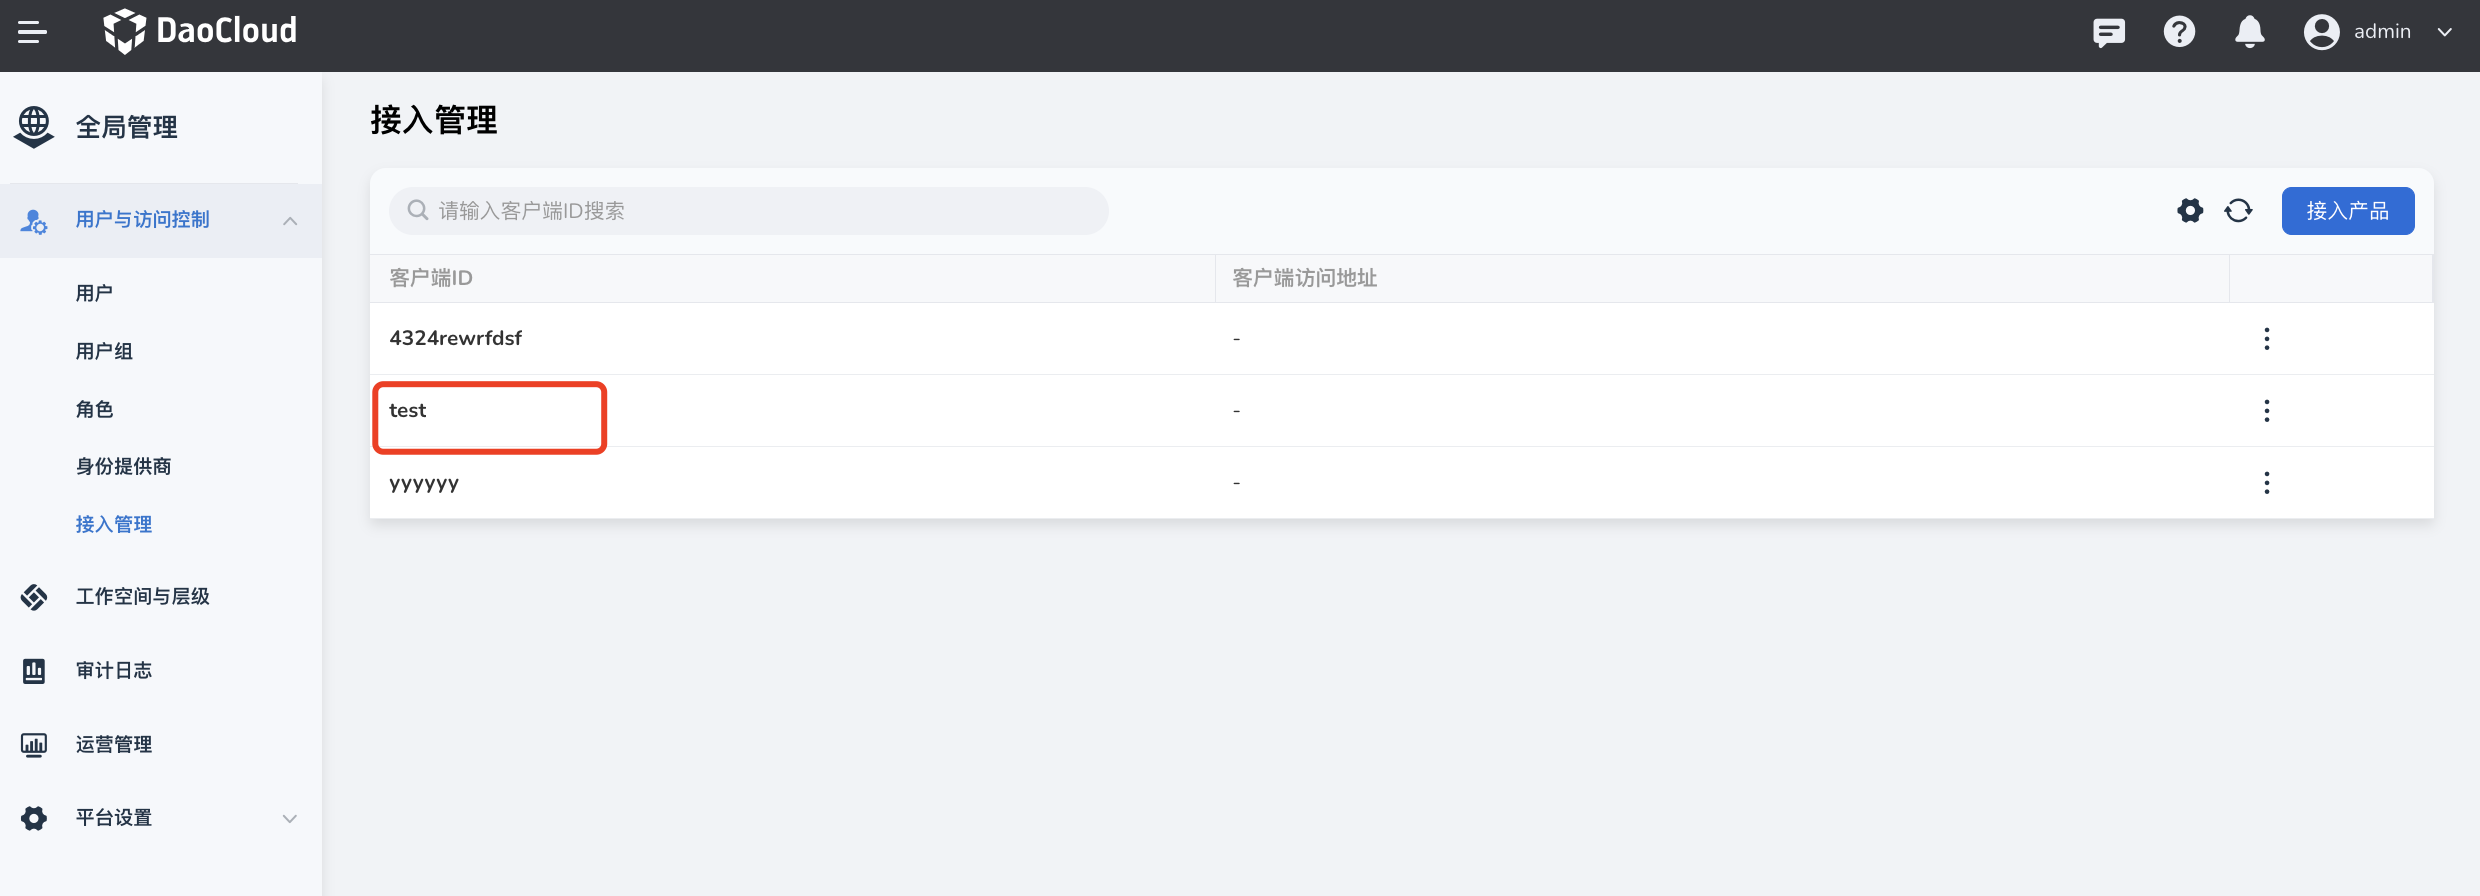 DaoCloud
admin
全局管理
用户与访问控制
用户
用户组
角色
身份提供商
接入管理
工作空间与层级
审计日志
运营管理
平台设置
接入管理
请输入客户端ID搜索
接入产品
客户端ID 客户端访问地址
4324rewrfdsf -
test -
yyyyyy -